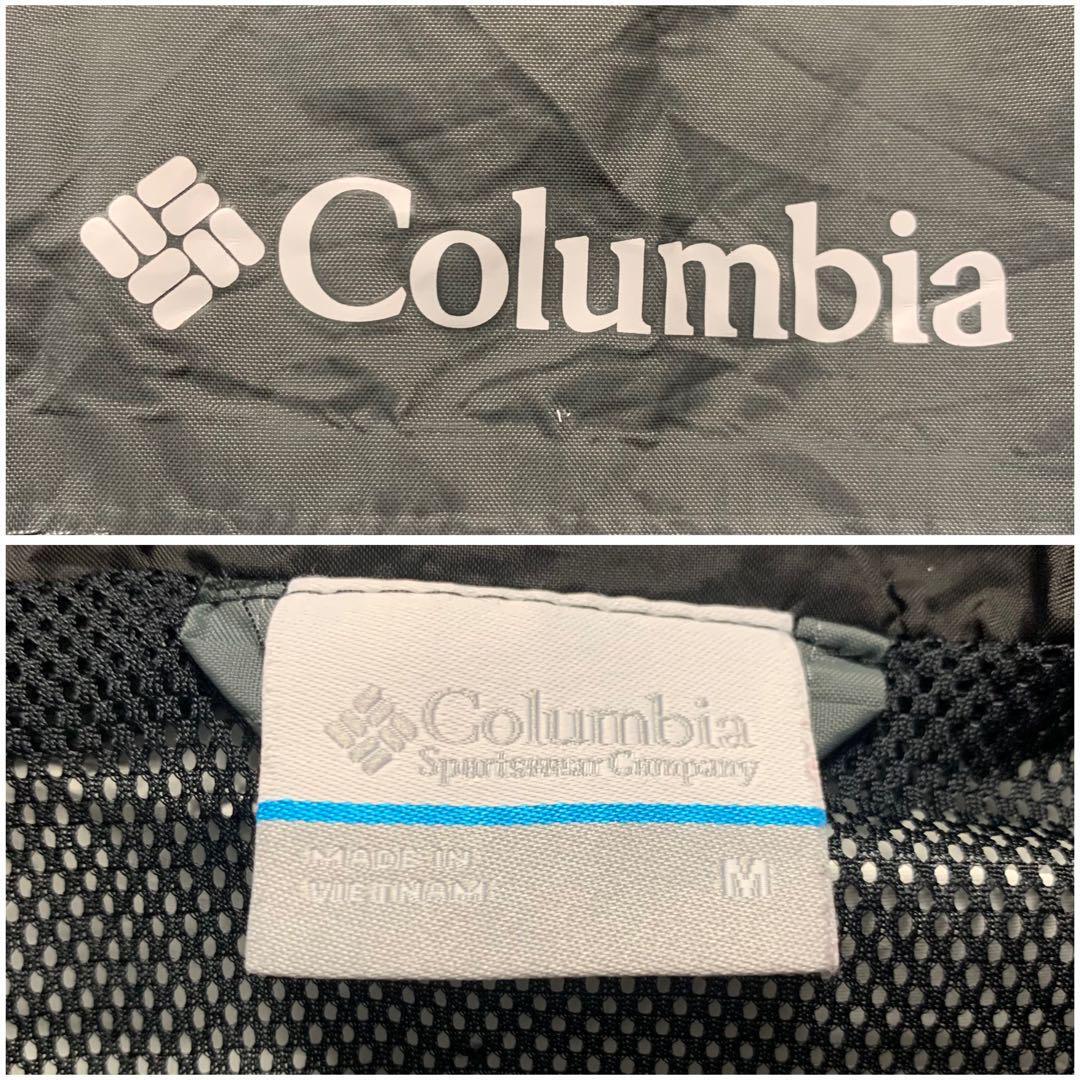 Columbia
Columbia
Sportswear Company
MADE IN
VIETNAM
M